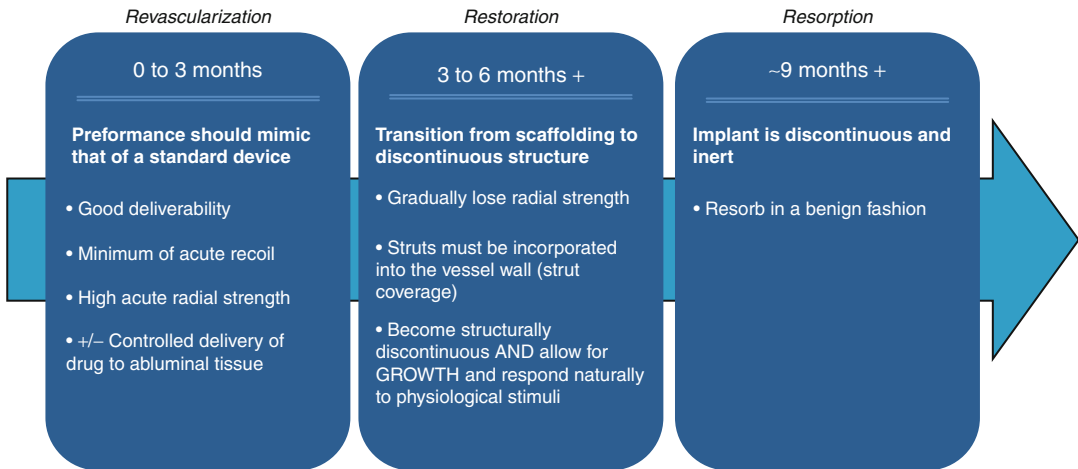 Revascularization
0 to 3 months
Preformance should mimic
that of a standard device
• Good deliverability
• Minimum of acute recoil
• High acute radial strength
• +/− Controlled delivery of
drug to abluminal tissue
Restoration
3 to 6 months +
Transition from scaffolding to
discontinuous structure
• Gradually lose radial strength
• Struts must be incorporated
into the vessel wall (strut
coverage)
• Become structurally
discontinuous AND allow for
GROWTH and respond naturally
to physiological stimuli
Resorption
~9 months +
Implant is discontinuous and
inert
• Resorb in a benign fashion